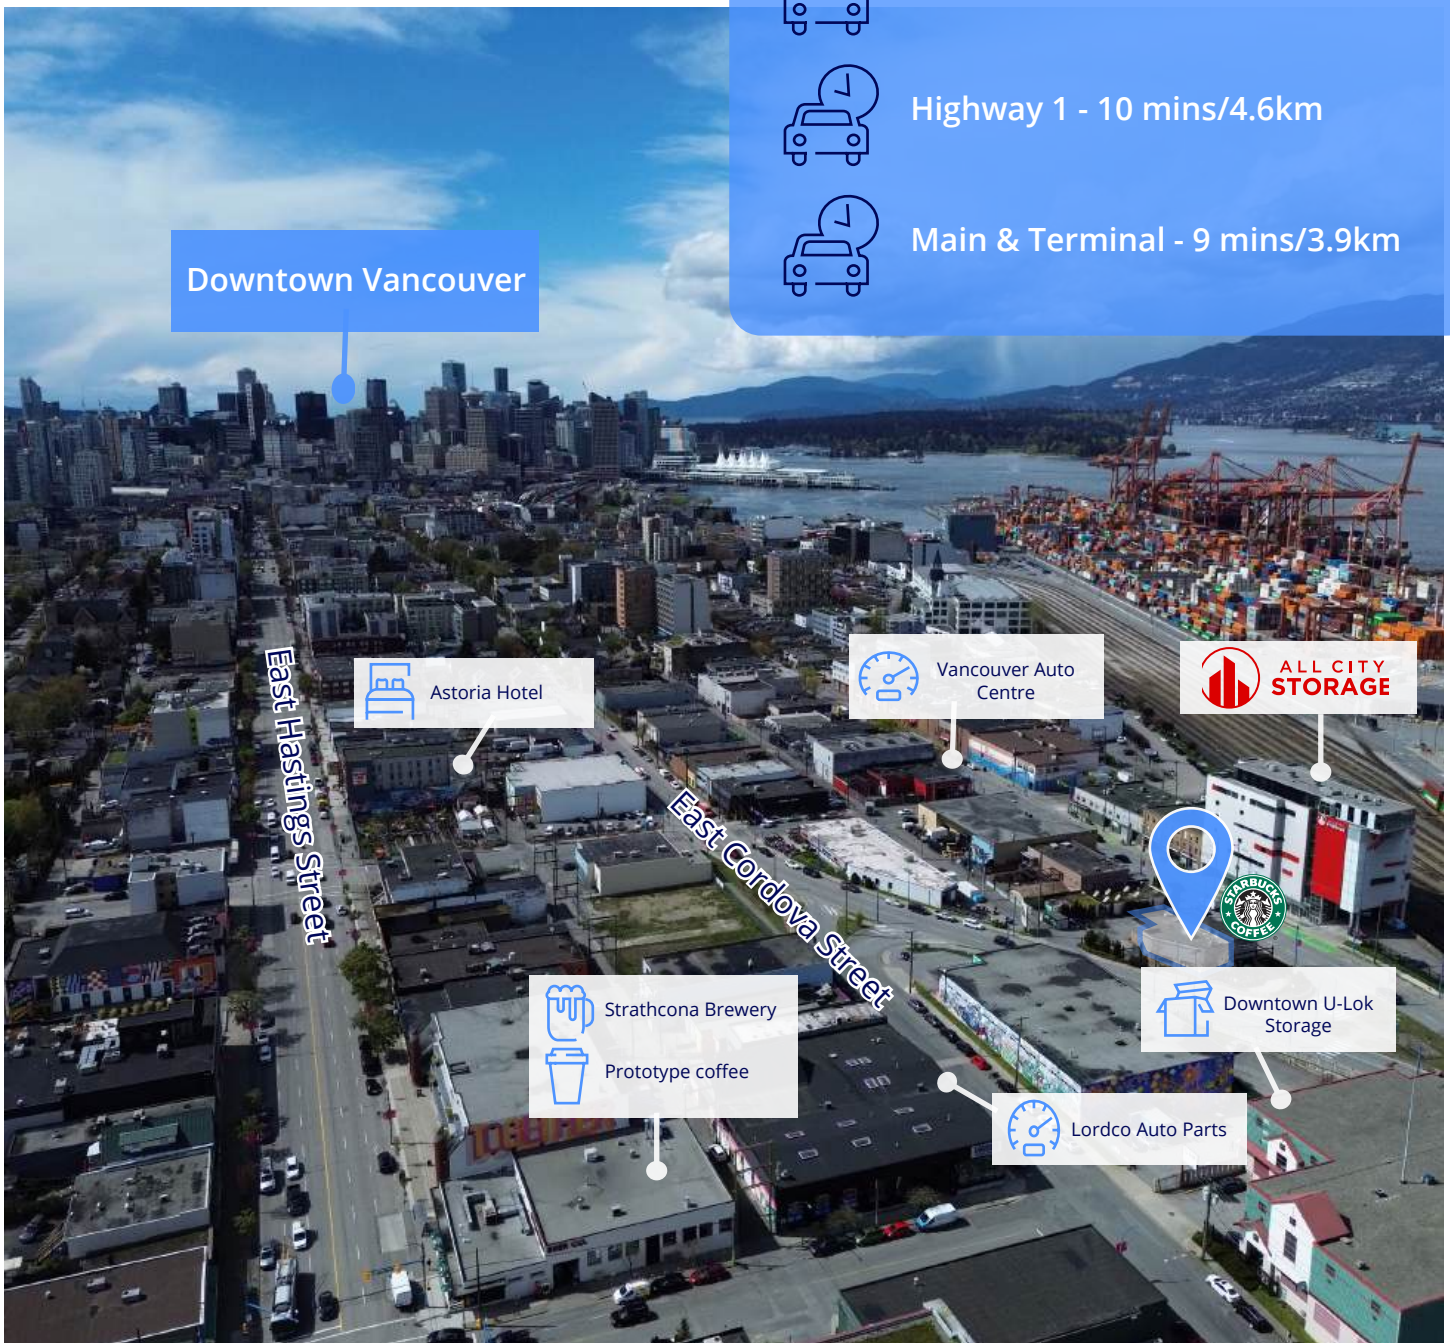 Highway 1 - 10 mins/4.6km
Main & Terminal - 9 mins/3.9km
Downtown Vancouver
East Hastings Street
Astoria Hotel
Vancouver Auto
Centre
ALL CITY
STORAGE
East Cordova Street
STARBUCKS
COFFEE
Strathcona Brewery
Prototype coffee
Downtown U-Lok
Storage
Lordco Auto Parts